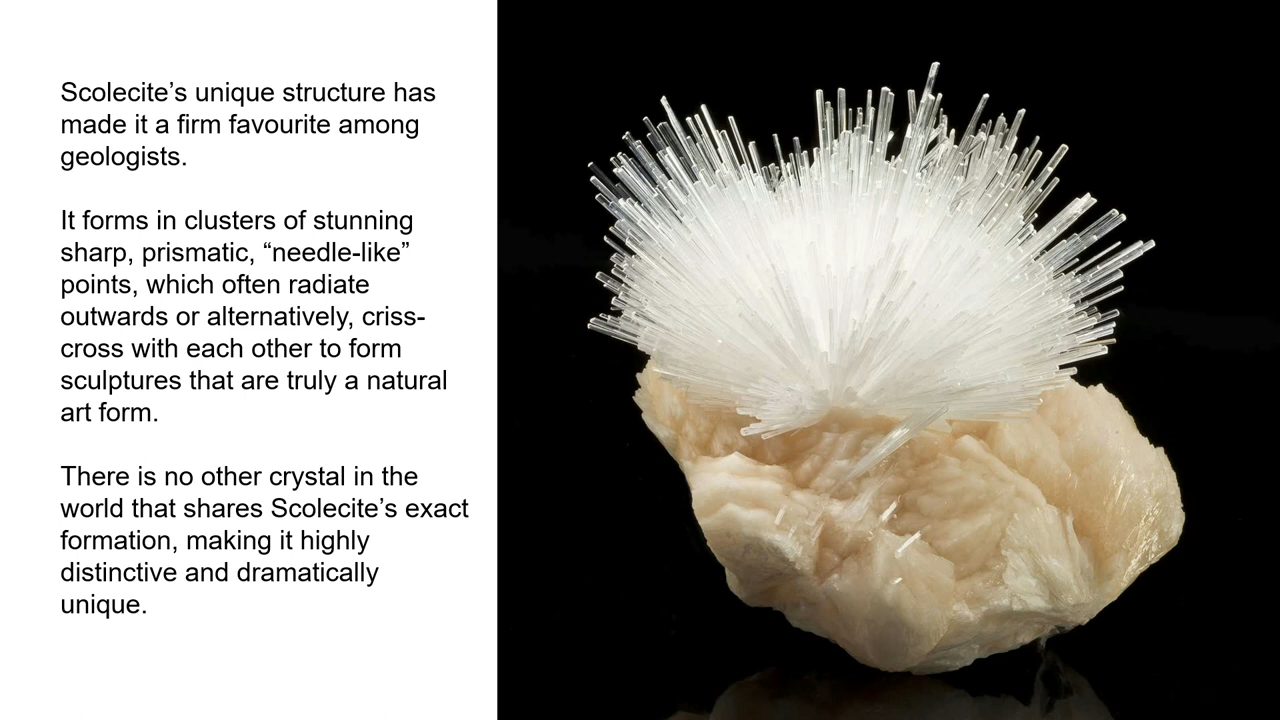 Scolecite’s unique structure has
made it a firm favourite among
geologists.
It forms in clusters of stunning
sharp, prismatic, “needle-like”
points, which often radiate
outwards or alternatively, criss-
cross with each other to form
sculptures that are truly a natural
art form.
There is no other crystal in the
world that shares Scolecite’s exact
formation, making it highly
distinctive and dramatically
unique.